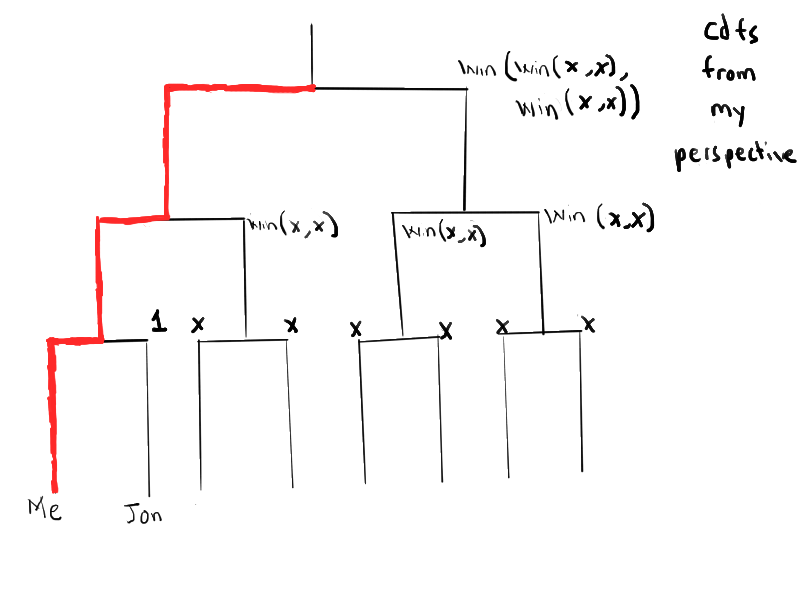 cdfs
from
my
perspective
win (win(x,x),
win (x,x))
win(x,x)
win(x,x)
win (x,x)
1
x
x
x
x
x
x
Me
Jon